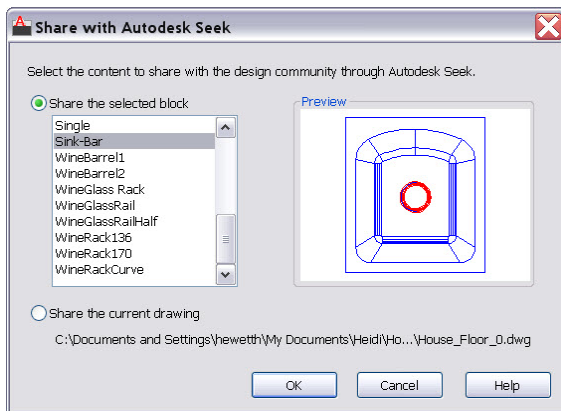 Share with Autodesk Seek
Select the content to share with the design community through Autodesk Seek.
Share the selected block
Preview
Single
Sink-Bar
WineBarrel1
WineBarrel2
WineGlass Rack
WineGlassRail
WineGlassRailHalf
WineRack136
WineRack170
WineRackCurve
Share the current drawing
C:\Documents and Settings\hewetth\My Documents\Heidi\Ho...\House_Floor_0.dwg
OK
Cancel
Help